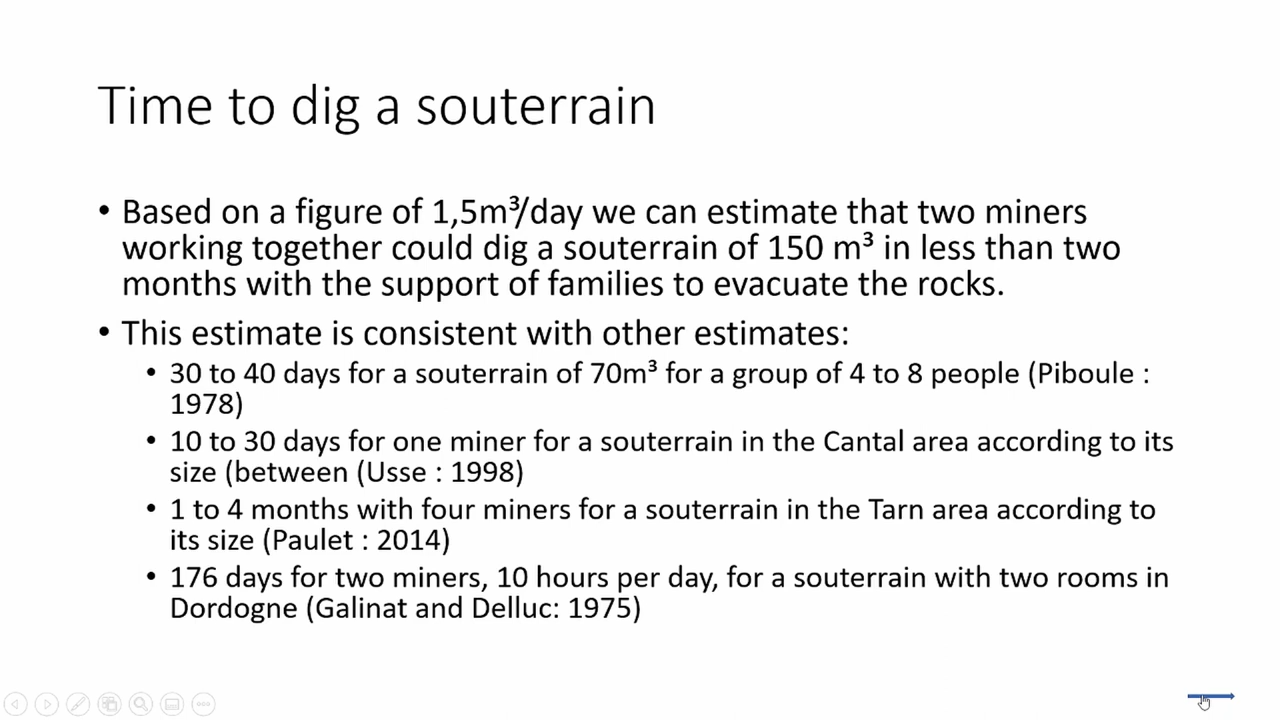 Time to dig a souterrain
• Based on a figure of 1,5m³/day we can estimate that two miners
working together could dig a souterrain of 150 m³ in less than two
months with the support of families to evacuate the rocks.
• This estimate is consistent with other estimates:
• 30 to 40 days for a souterrain of 70m³ for a group of 4 to 8 people (Piboule :
1978)
• 10 to 30 days for one miner for a souterrain in the Cantal area according to its
size (between (Usse : 1998)
• 1 to 4 months with four miners for a souterrain in the Tarn area according to
its size (Paulet : 2014)
• 176 days for two miners, 10 hours per day, for a souterrain with two rooms in
Dordogne (Galinat and Delluc: 1975)